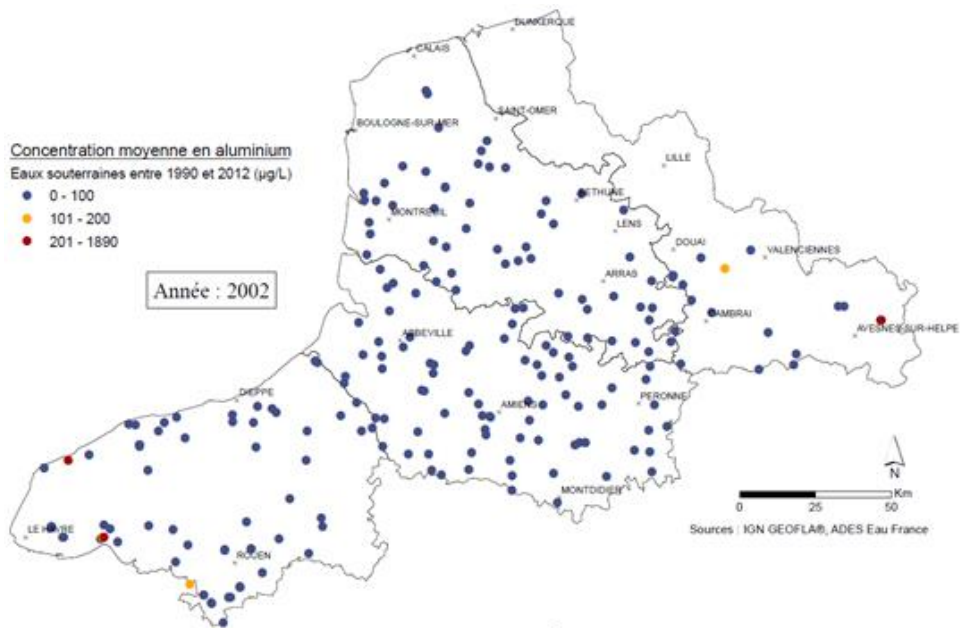 DUNKERQUE
CALAIS
SAINT-OMER
BOULOGNE-SUR-MER
LILLE
Concentration moyenne en aluminium
Eaux souterraines entre 1990 et 2012 (µg/L)
0 - 100
101 - 200
201 - 1890
BETHUNE
MONTREUIL
LENS
DOUAI
VALENCIENNES
ARRAS
Année : 2002
CAMBRAI
AVESNES-SUR-HELPE
ABBEVILLE
DIEPPE
AMIENS
PERONNE
N
MONTDIDIER
0 25 50 Km
Sources : IGN GEOFLA®, ADES Eau France
LE HAVRE
ROUEN